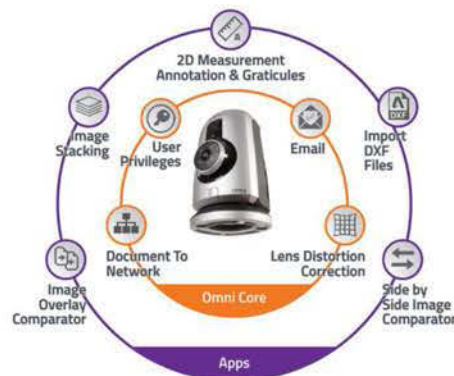 2D Measurement
Annotation & Graticules
Image
Stacking
User
Privileges
Email
Import
DXF
Files
DXF
Document To
Network
Lens Distortion
Correction
Image
Overlay
Comparator
Omni Core
Side by
Side Image
Comparator
Apps